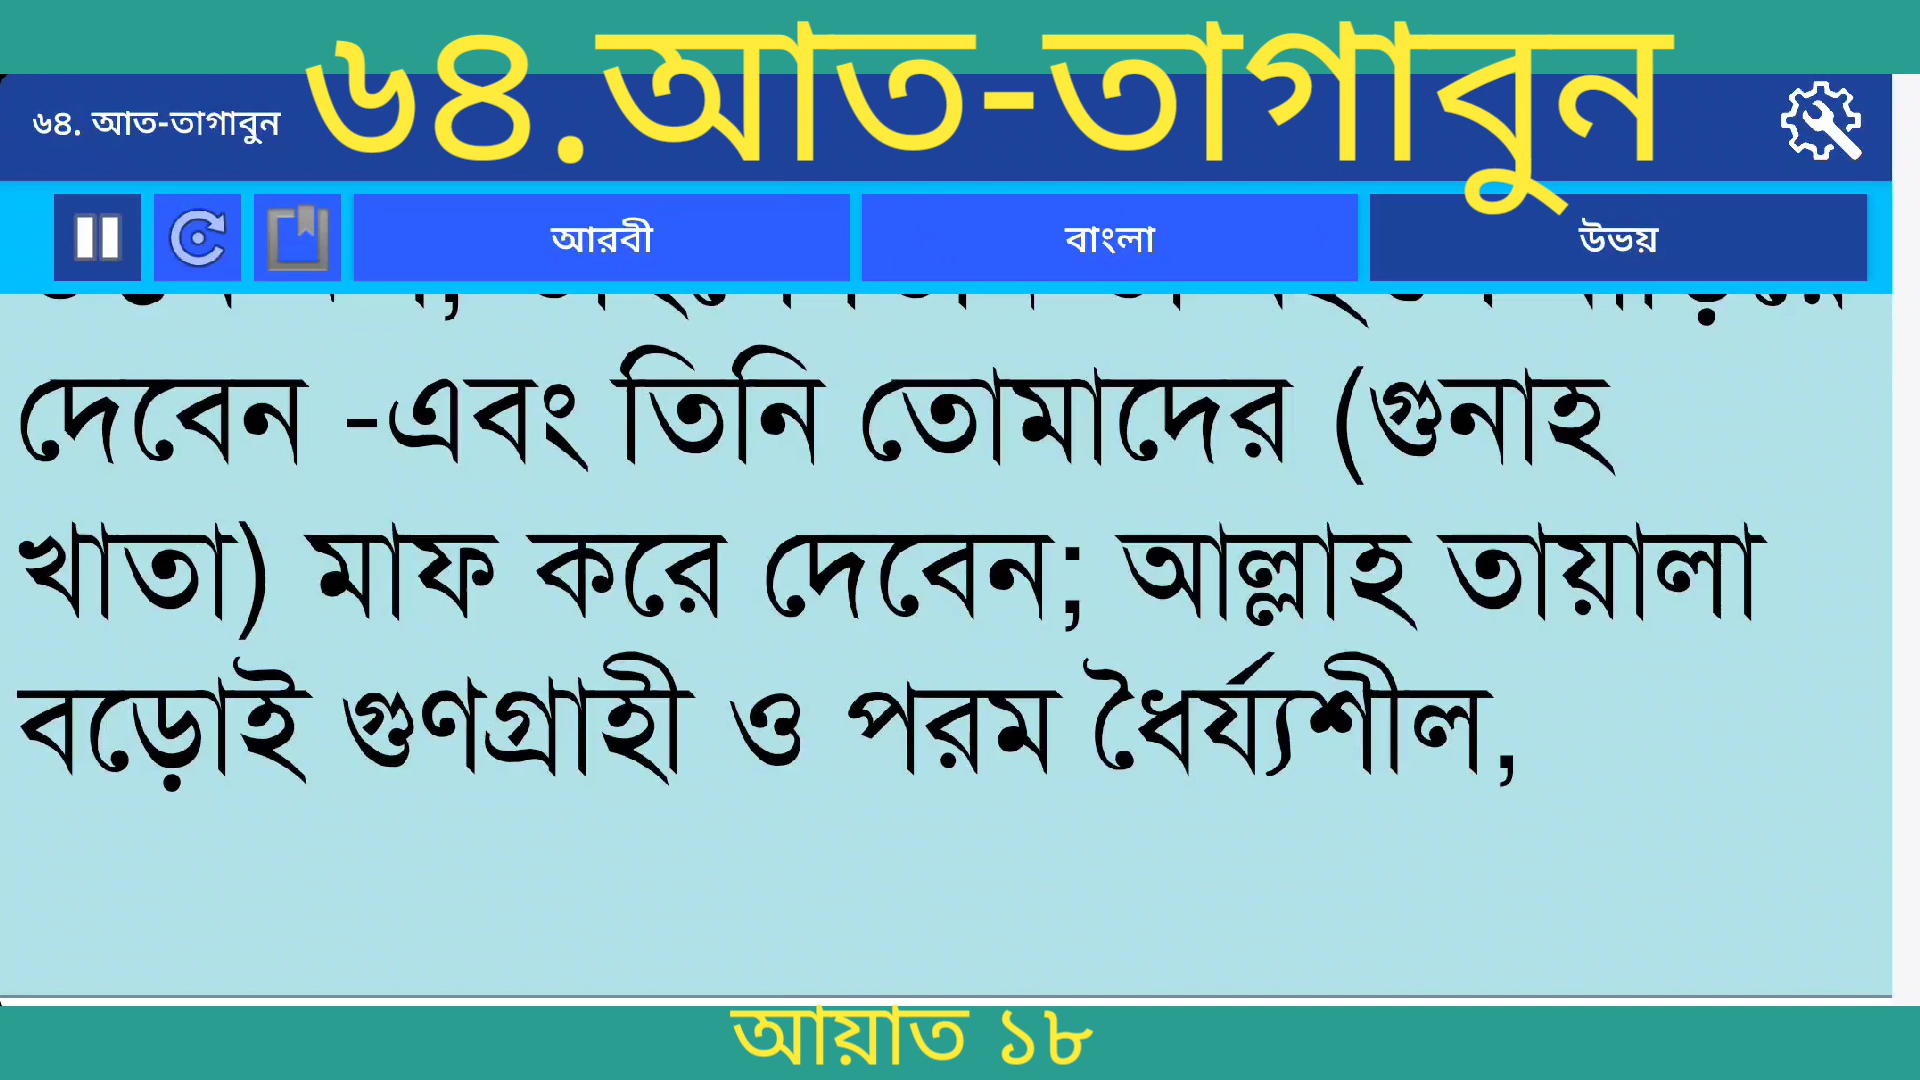 ৬৪.আত-তাগাবুন
৬৪. আত-তাগাবুন
আরবী
বাংলা
উভয়
দেবেন -এবং তিনি তোমাদের (গুনাহ
খাতা) মাফ করে দেবেন; আল্লাহ তায়ালা
বড়োই গুণগ্রাহী ও পরম ধৈর্য্যশীল,
আয়াত ১৮